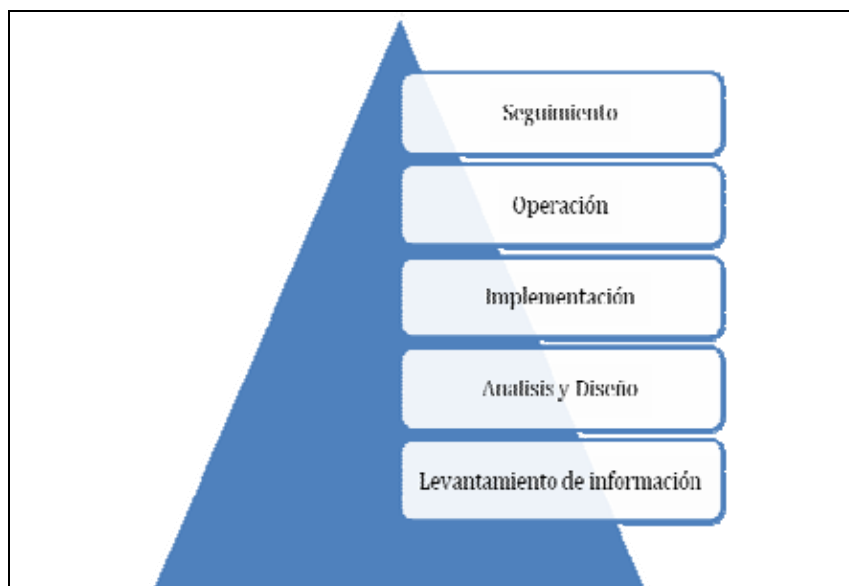 Seguimiento
Operación
Implementación
Analisis y Diseño
Levantamiento de información